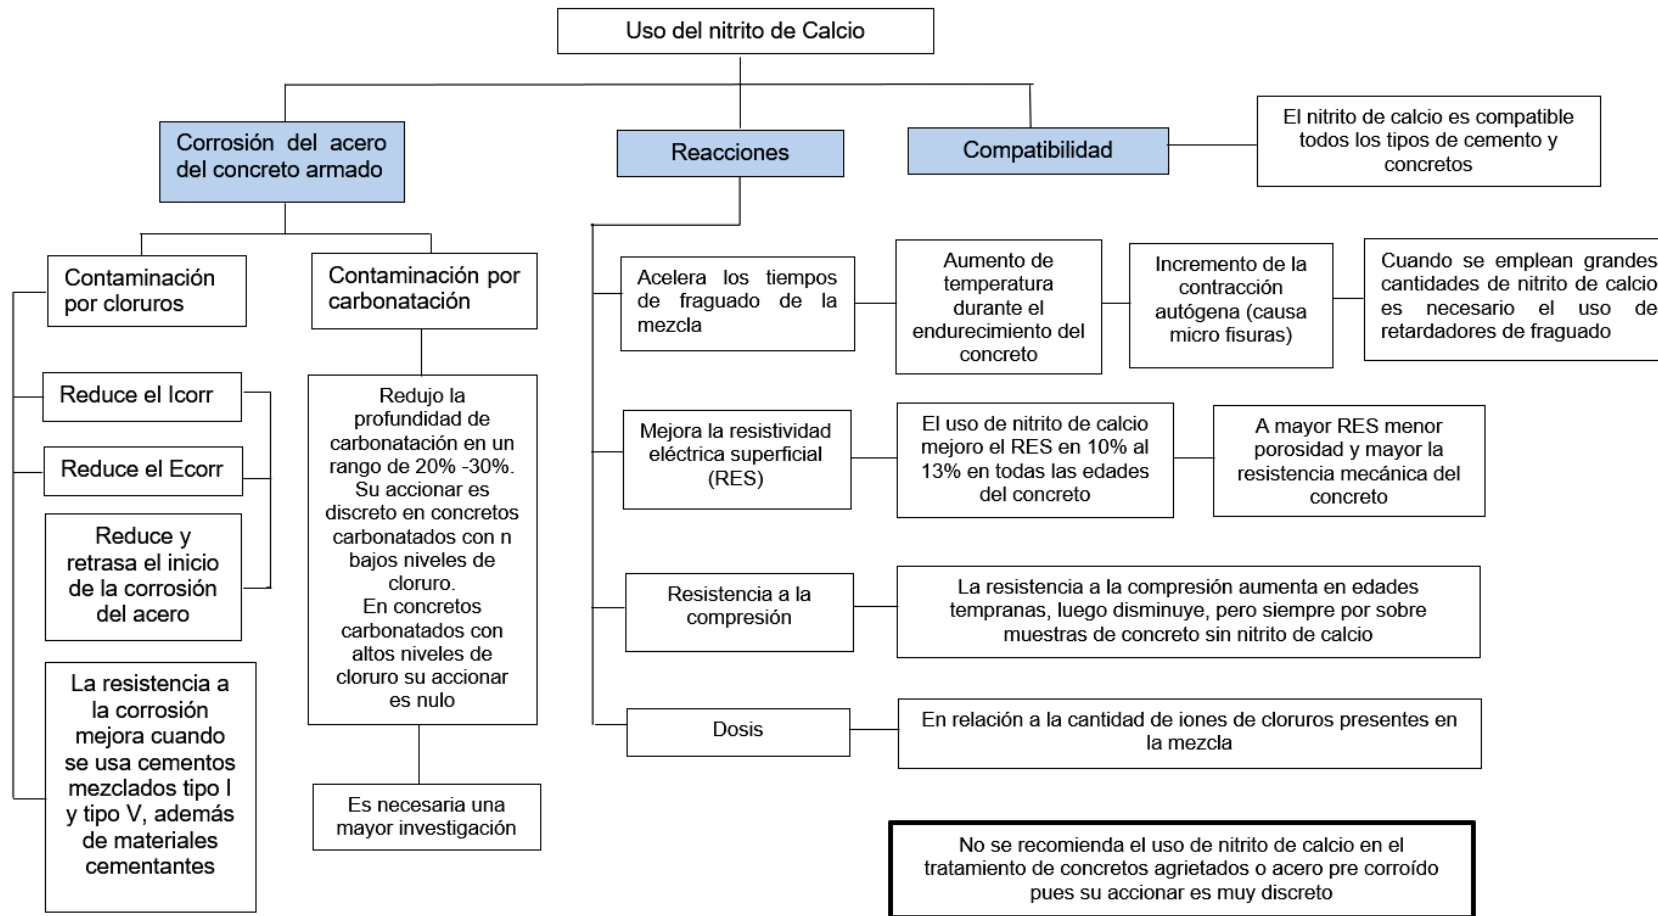 Uso del nitrito de Calcio
Corrosión del acero
del concreto armado
Reacciones
Compatibilidad
El nitrito de calcio es compatible
todos los tipos de cemento y
concretos
Contaminación
por cloruros
Contaminación por
carbonatación
Reduce el Icorr
Reduce el Ecorr
Reduce y
retrasa el inicio
de la corrosión
del acero
La resistencia a
la corrosión
mejora cuando
se usa cementos
mezclados tipo I
y tipo V, además
de materiales
cementantes
Redujo la
profundidad de
carbonatación en un
rango de 20% -30%.
Su accionar es
discreto en concretos
carbonatados con n
bajos niveles de
cloruro.
En concretos
carbonatados con
altos niveles de
cloruro su accionar
es nulo
Es necesaria una
mayor investigación
Acelera los tiempos
de fraguado de la
mezcla
Aumento de
temperatura
durante el
endurecimiento del
concreto
Incremento de la
contracción
autógena (causa
micro fisuras)
Cuando se emplean grandes
cantidades de nitrito de calcio
es necesario el uso de
retardadores de fraguado
Mejora la resistividad
eléctrica superficial
(RES)
El uso de nitrito de calcio
mejoro el RES en 10% al
13% en todas las edades
del concreto
A mayor RES menor
porosidad y mayor la
resistencia mecánica del
concreto
Resistencia a la
compresión
La resistencia a la compresión aumenta en edades
tempranas, luego disminuye, pero siempre por sobre
muestras de concreto sin nitrito de calcio
Dosis
En relación a la cantidad de iones de cloruros presentes en
la mezcla
No se recomienda el uso de nitrito de calcio en el
tratamiento de concretos agrietados o acero pre corroído
pues su accionar es muy discreto